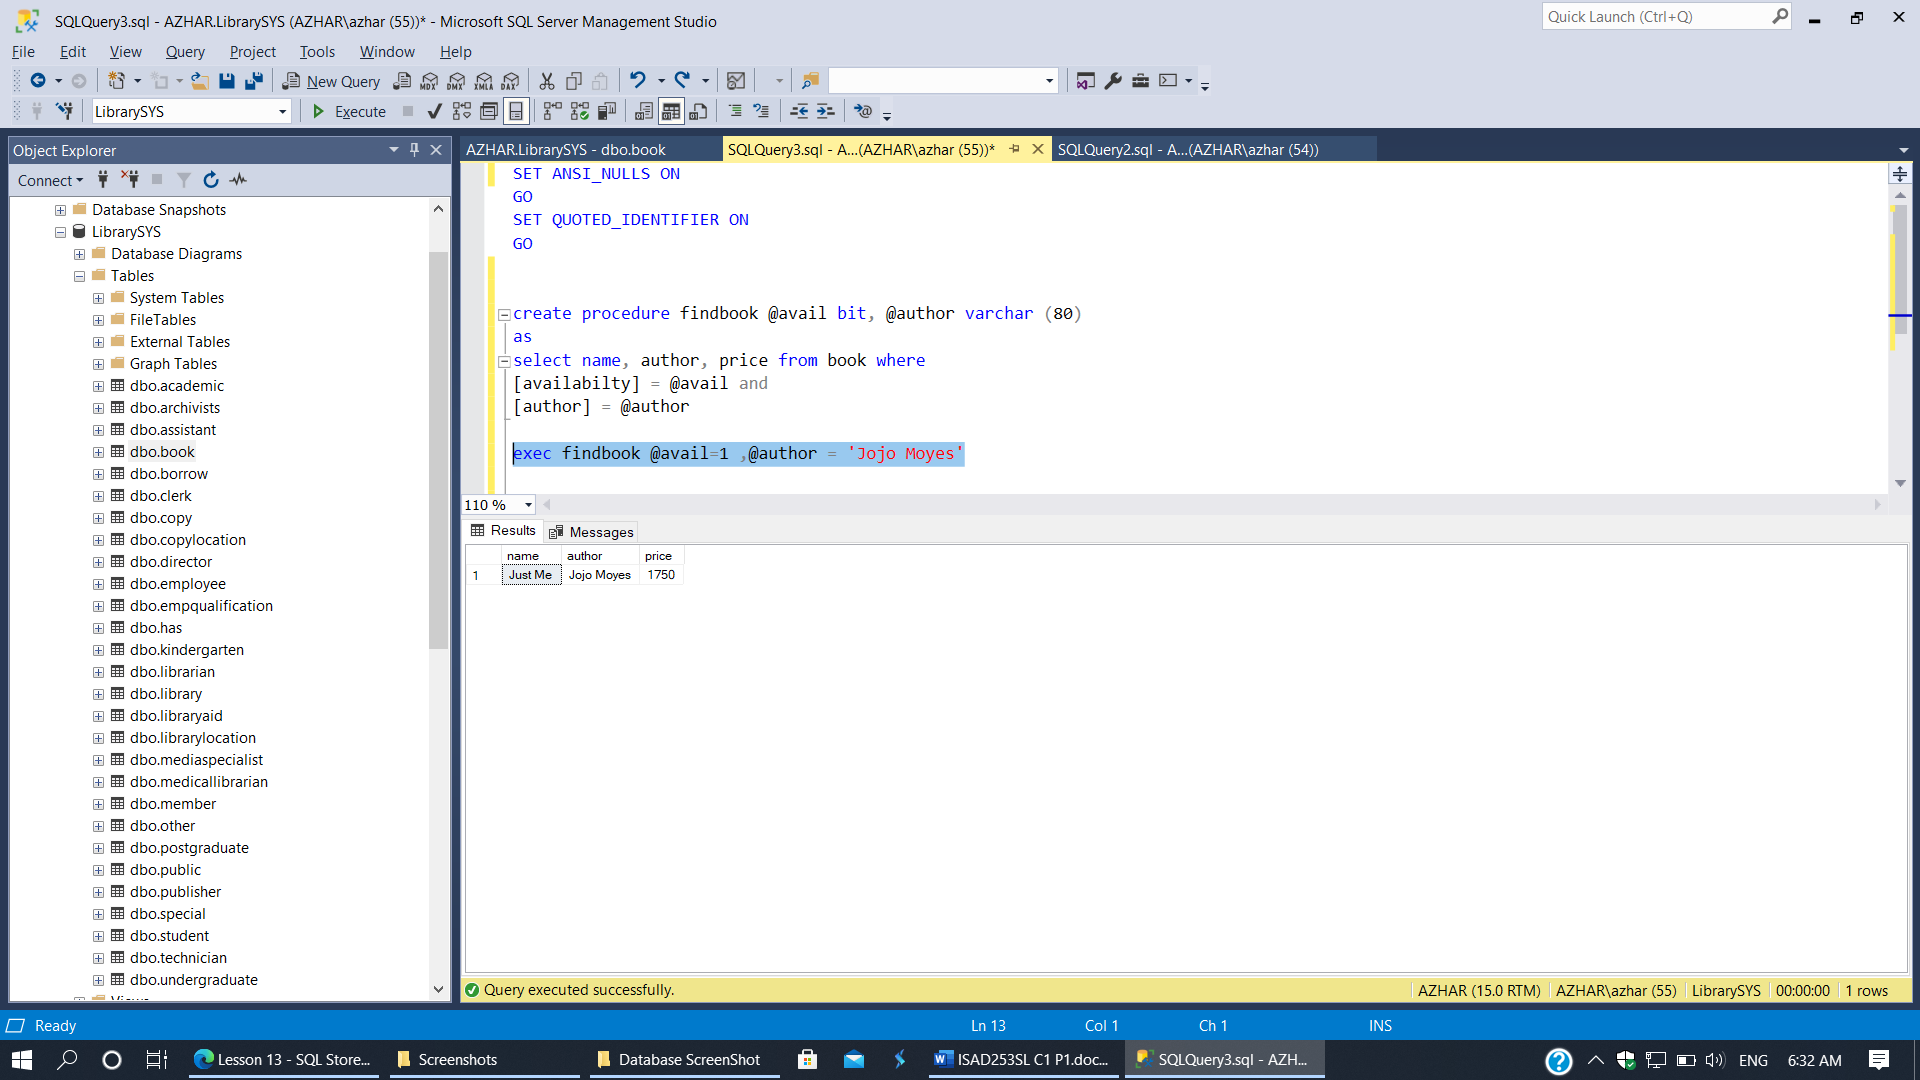 SQLQuery3.sql - AZHAR.LibrarySYS (AZHAR\azhar (55))* - Microsoft SQL Server Management Studio
Quick Launch (Ctrl+Q)
File Edit View Query Project Tools Window Help
New Query MDX DMX XMLA DAX
LibrarySYS Execute
Object Explorer
Connect
Database Snapshots
LibrarySYS
Database Diagrams
Tables
System Tables
FileTables
External Tables
Graph Tables
dbo.academic
dbo.archivists
dbo.assistant
dbo.book
dbo.borrow
dbo.clerk
dbo.copy
dbo.copylocation
dbo.director
dbo.employee
dbo.empqualification
dbo.has
dbo.kindergarten
dbo.librarian
dbo.library
dbo.libraryaid
dbo.librarylocation
dbo.mediaspecialist
dbo.medicallibrarian
dbo.member
dbo.other
dbo.postgraduate
dbo.public
dbo.publisher
dbo.special
dbo.student
dbo.technician
dbo.undergraduate
AZHAR.LibrarySYS - dbo.book
SQLQuery3.sql - A...(AZHAR\azhar (55))*
SQLQuery2.sql - A...(AZHAR\azhar (54))
SET ANSI_NULLS ON
GO
SET QUOTED_IDENTIFIER ON
GO
create procedure findbook @avail bit, @author varchar (80)
as
select name, author, price from book where
[availabilty] = @avail and
[author] = @author
exec findbook @avail=1 ,@author = 'Jojo Moyes'
110 %
Results Messages
name author price
1 Just Me Jojo Moyes 1750
Query executed successfully.
AZHAR (15.0 RTM) AZHAR\azhar (55) LibrarySYS 00:00:00 1 rows
Ready Ln 13 Col 1 Ch 1 INS
Lesson 13 - SQL Store... Screenshots Database ScreenShot ISAD253SL C1 P1.doc... SQLQuery3.sql - AZH... ENG 6:32 AM